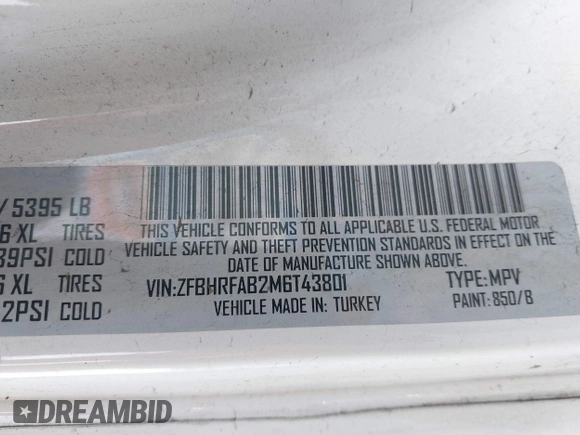 / 5395 LB
6 XL TIRES
39PSI COLD
6 XL TIRES
2PSI COLD
THIS VEHICLE CONFORMS TO ALL APPLICABLE U.S. FEDERAL MOTOR
VEHICLE SAFETY AND THEFT PREVENTION STANDARDS IN EFFECT ON THE
DATE OF MANUFACTURE SHOWN ABOVE.
VIN:ZFBHRFAB2M6T43801 TYPE:MPV
VEHICLE MADE IN: TURKEY PAINT: 850/B
DREAMBID